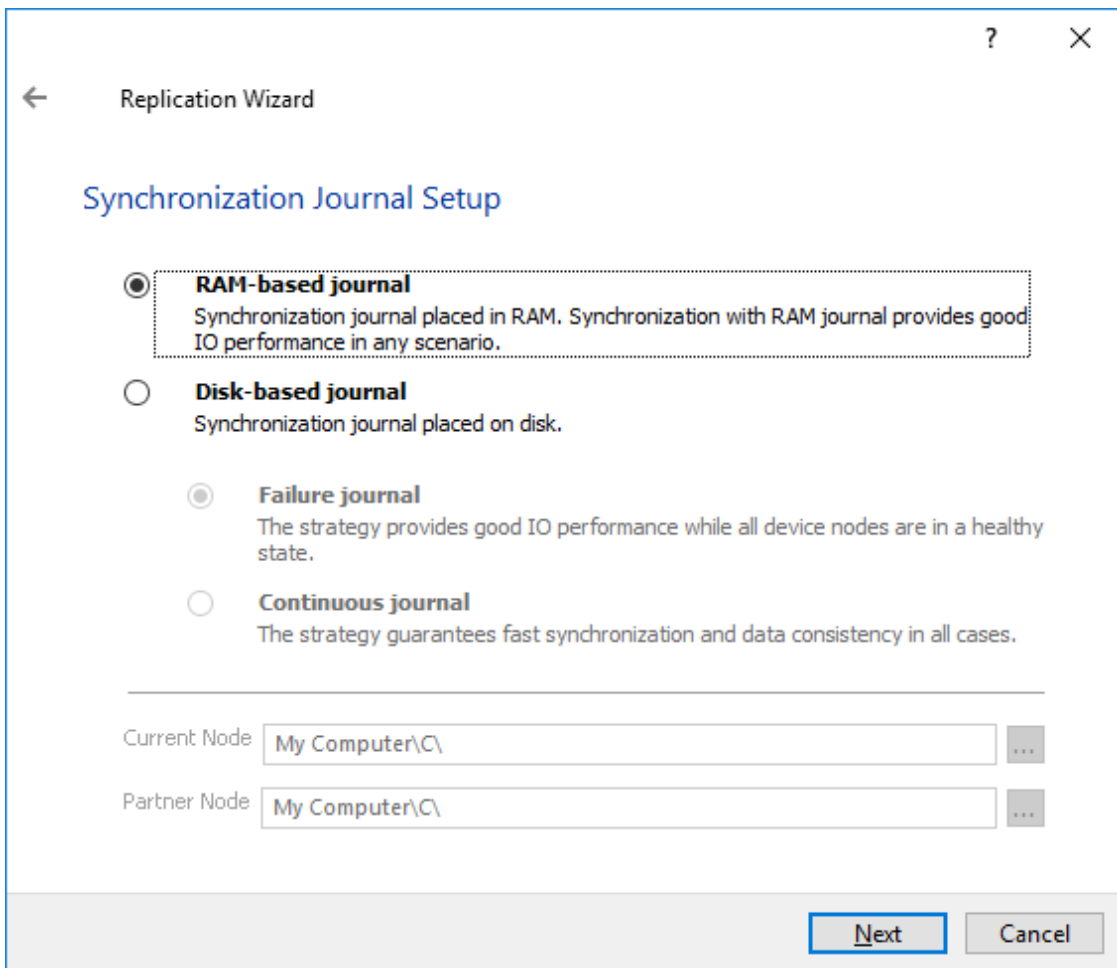 ?
Replication Wizard
Synchronization Journal Setup
RAM-based journal
Synchronization journal placed in RAM. Synchronization with RAM journal provides good
IO performance in any scenario.
Disk-based journal
Synchronization journal placed on disk.
Failure journal
The strategy provides good IO performance while all device nodes are in a healthy
state.
Continuous journal
The strategy guarantees fast synchronization and data consistency in all cases.
Current Node My Computer\C\ ...
Partner Node My Computer\C\ ...
Next Cancel